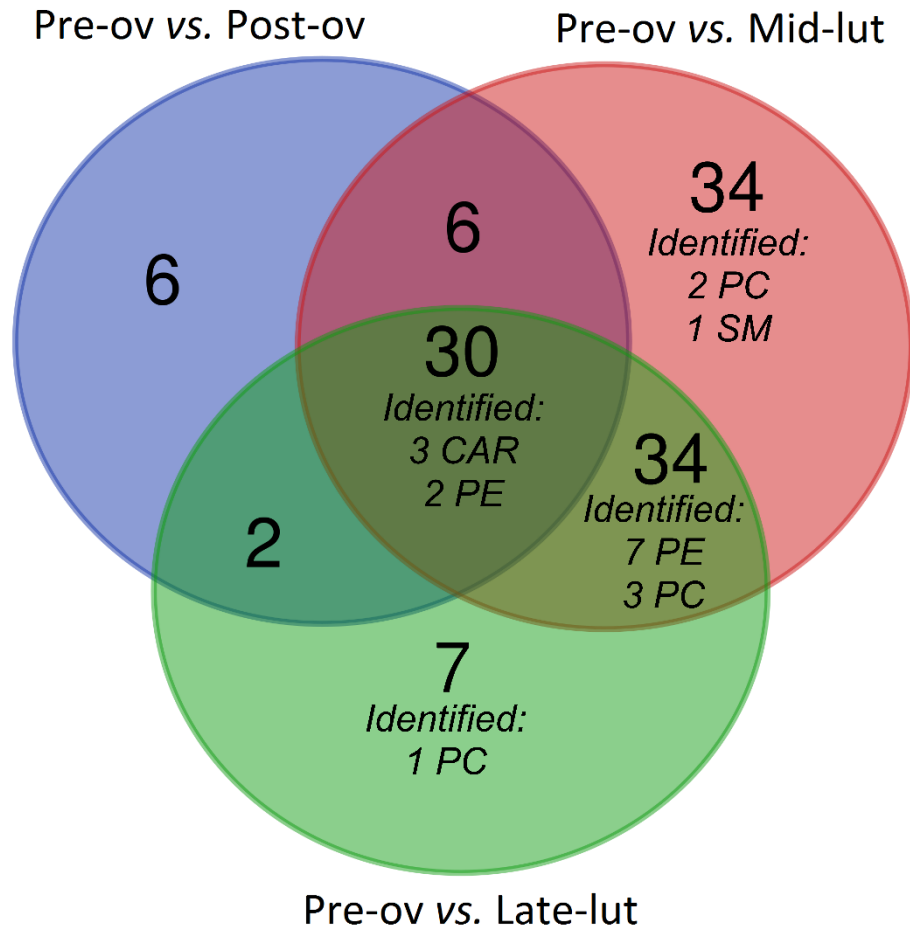 Pre-ov vs. Post-ov
Pre-ov vs. Mid-lut
6
6
34
Identified:
2 PC
1 SM
30
Identified:
3 CAR
2 PE
34
Identified:
7 PE
3 PC
2
7
Identified:
1 PC
Pre-ov vs. Late-lut